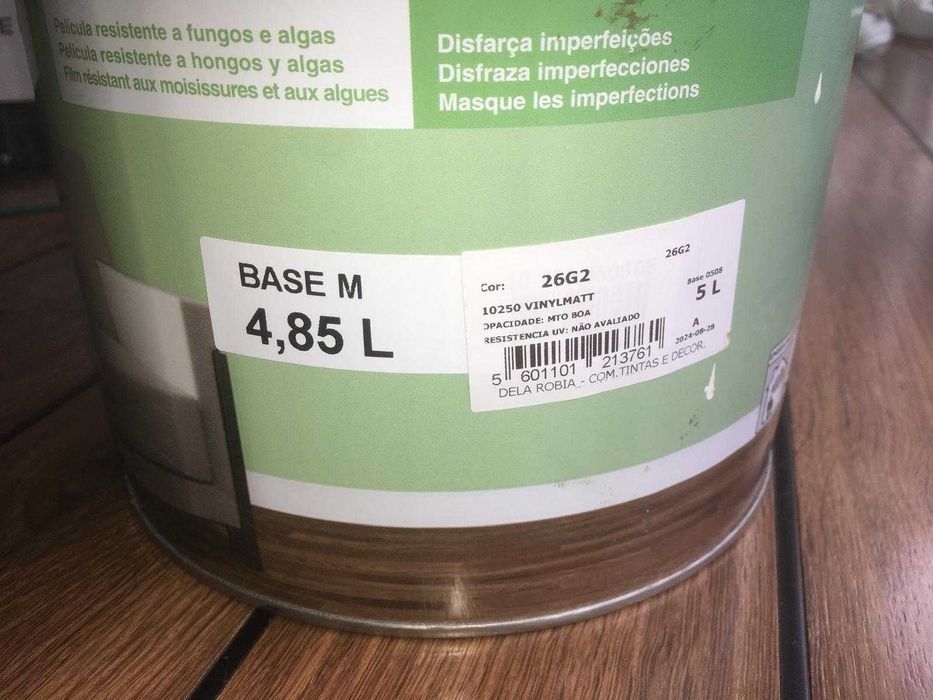 Película resistente a fungos e algas
Película resistente a hongos y algas
Film résistant aux moisissures et aux algues
Disfarça imperfeições
Disfraza imperfecciones
Masque les imperfections
BASE M
4,85 L
Cor: 26G2
26G2
10250 VINYLMATT
Base 0508
OPACIDADE: MTO BOA
5 L
RESISTENCIA UV: NÃO AVALIADO
A
2024-08-28
5 601101 213761
DELA ROBIA - COM.TINTAS E DECOR.